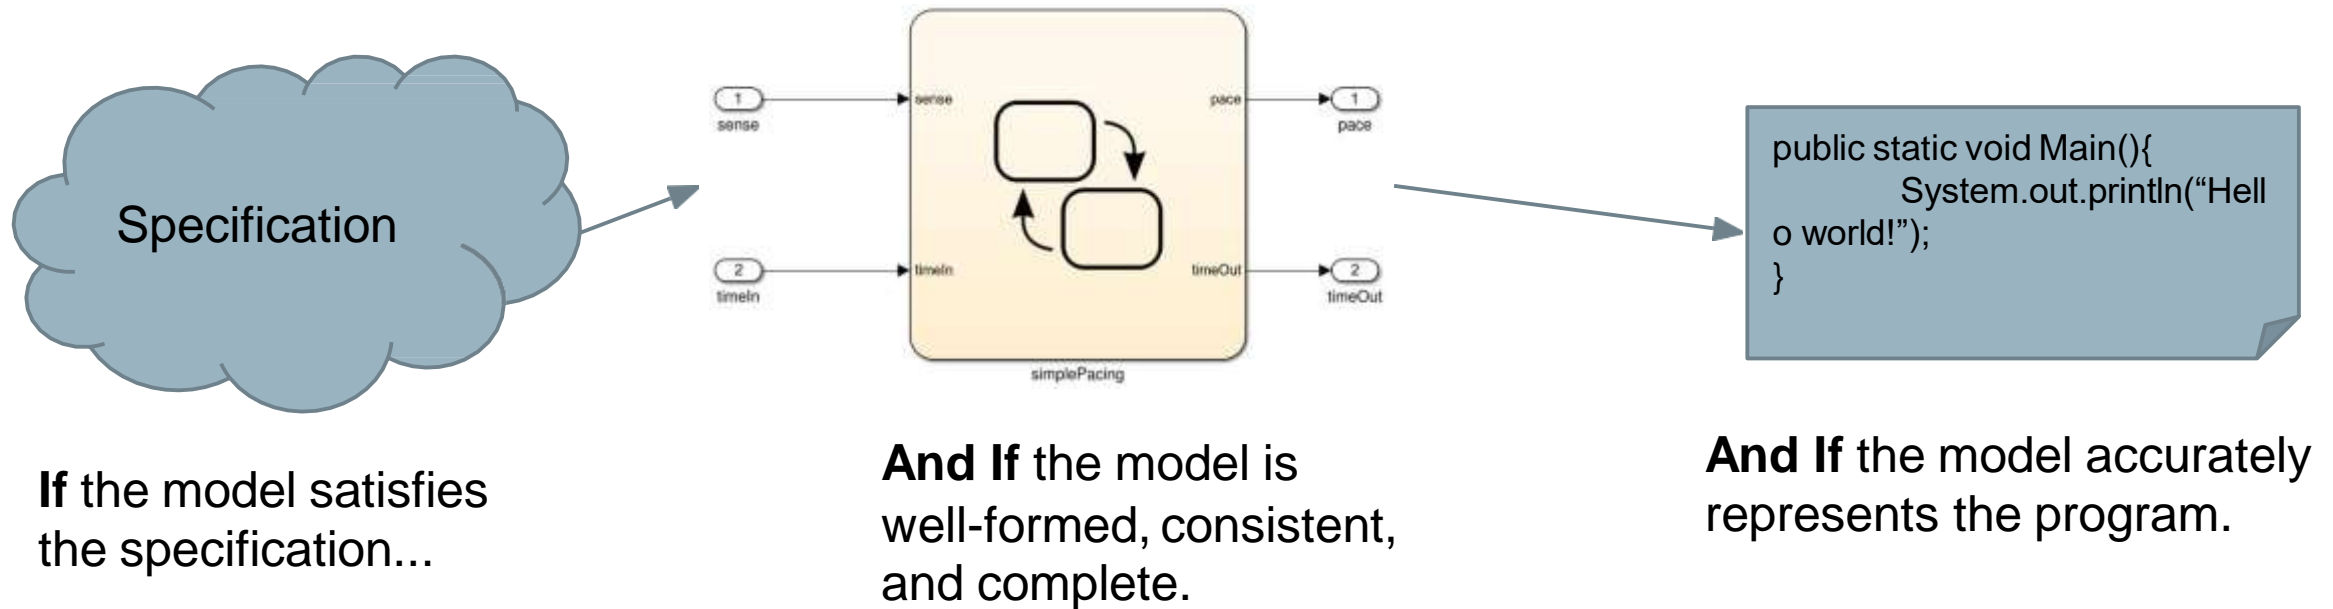 Specification
If the model satisfies
the specification...
1
sense
2
timeIn
sense
timeIn
pace
timeOut
simplePacing
1
pace
2
timeOut
And If the model is
well-formed, consistent,
and complete.
public static void Main(){
System.out.println(“Hell
o world!”);
}
And If the model accurately
represents the program.